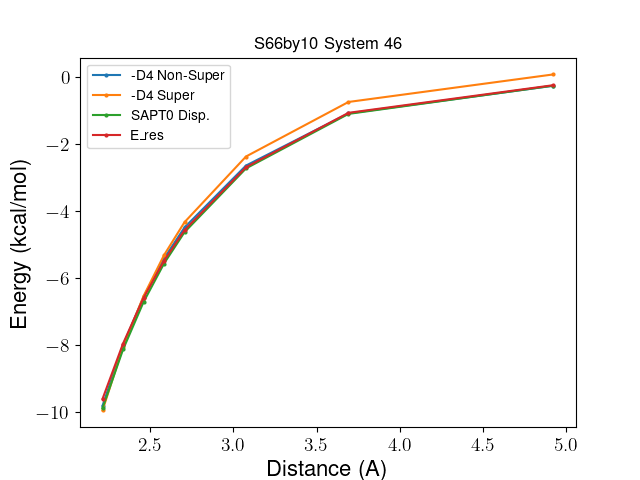 S66by10 System 46
-D4 Non-Super
-D4 Super
SAPT0 Disp.
E_res
Energy (kcal/mol)
0
−2
−4
−6
−8
−10
2.5 3.0 3.5 4.0 4.5 5.0
Distance (A)